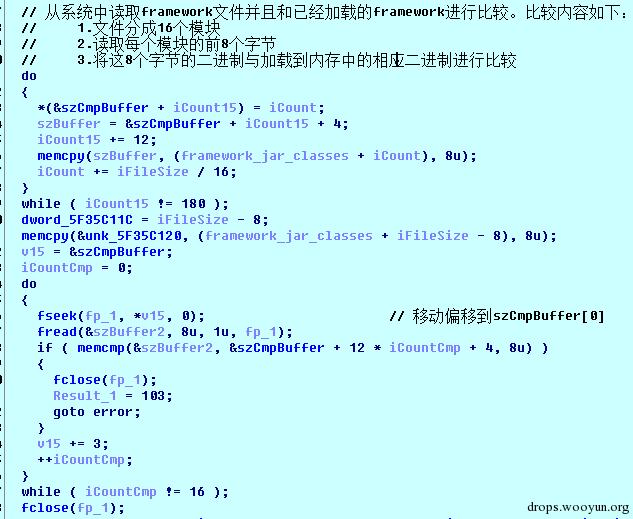 // 从系统中读取framework文件并且和已经加载的framework进行比较。比较内容如下：
//      1.文件分成16个模块
//      2.读取每个模块的前8个字节
//      3.将这8个字节的二进制与加载到内存中的相应二进制进行比较
do
{
  *(&szCmpBuffer + iCount15) = iCount;
  szBuffer = &szCmpBuffer + iCount15 + 4;
  iCount15 += 12;
  memcpy(szBuffer, (framework_jar_classes + iCount), 8u);
  iCount += iFileSize / 16;
}
while ( iCount15 != 180 );
dword_5F35C11C = iFileSize - 8;
memcpy(&unk_5F35C120, (framework_jar_classes + iFileSize - 8), 8u);
v15 = &szCmpBuffer;
iCountCmp = 0;
do
{
  fseek(fp_1, *v15, 0);                    // 移动偏移到szCmpBuffer[0]
  fread(&szBuffer2, 8u, 1u, fp_1);
  if ( memcmp(&szBuffer2, &szCmpBuffer + 12 * iCountCmp + 4, 8u) )
  {
    fclose(fp_1);
    Result_1 = 103;
    goto error;
  }
  v15 += 3;
  ++iCountCmp;
}
while ( iCountCmp != 16 );
fclose(fp_1);
drops.wooyun.org